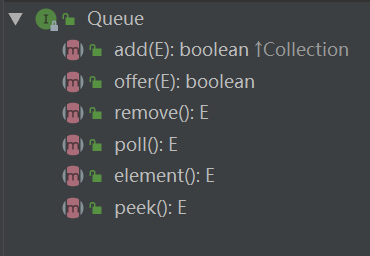 Queue
add(E): boolean ↑Collection
offer(E): boolean
remove(): E
poll(): E
element(): E
peek(): E